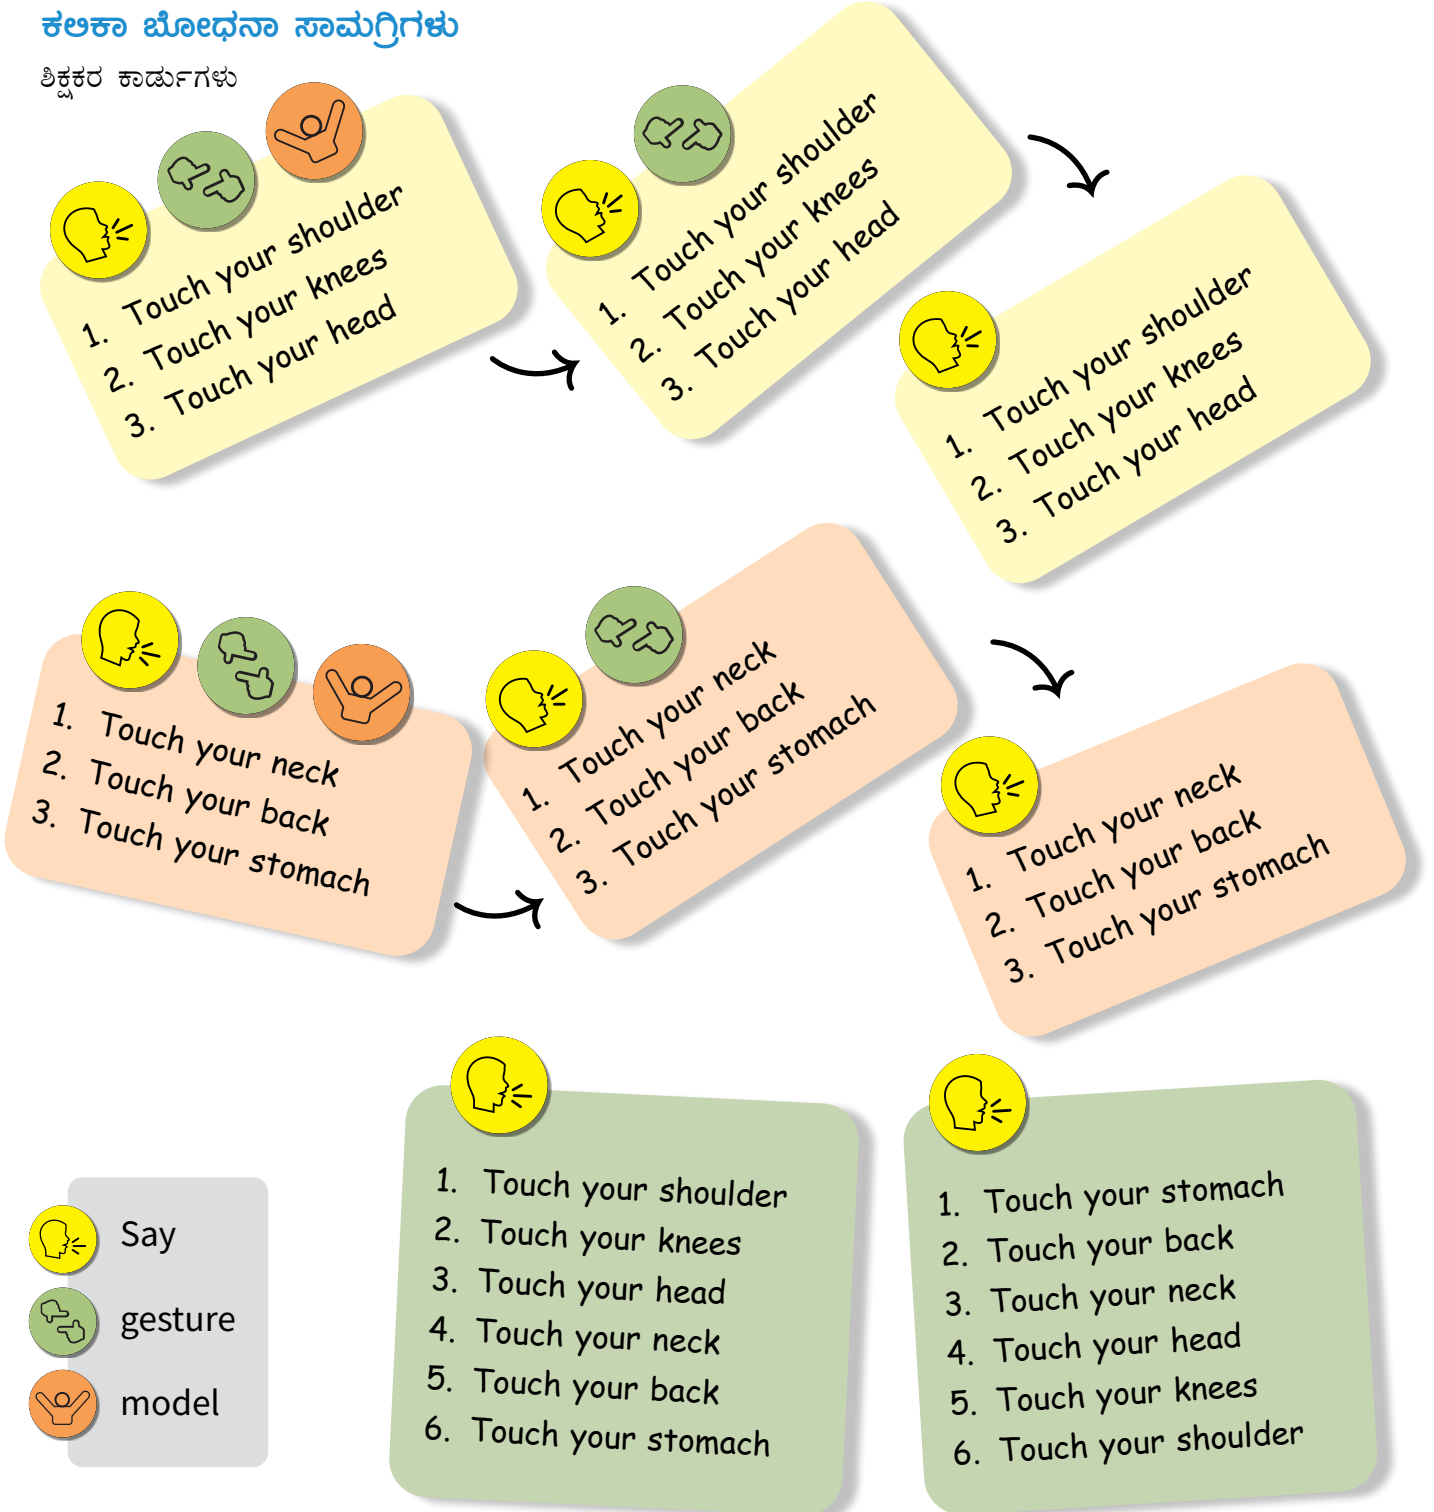 ಕಲಿಕಾ ಬೋಧನಾ ಸಾಮಗ್ರಿಗಳು
ಶಿಕ್ಷಕರ ಕಾರ್ಡುಗಳು
1. Touch your shoulder
2. Touch your knees
3. Touch your head
1. Touch your shoulder
2. Touch your knees
3. Touch your head
1. Touch your shoulder
2. Touch your knees
3. Touch your head
1. Touch your neck
2. Touch your back
3. Touch your stomach
1. Touch your neck
2. Touch your back
3. Touch your stomach
1. Touch your neck
2. Touch your back
3. Touch your stomach
Say
gesture
model
1. Touch your shoulder
2. Touch your knees
3. Touch your head
4. Touch your neck
5. Touch your back
6. Touch your stomach
1. Touch your stomach
2. Touch your back
3. Touch your neck
4. Touch your head
5. Touch your knees
6. Touch your shoulder